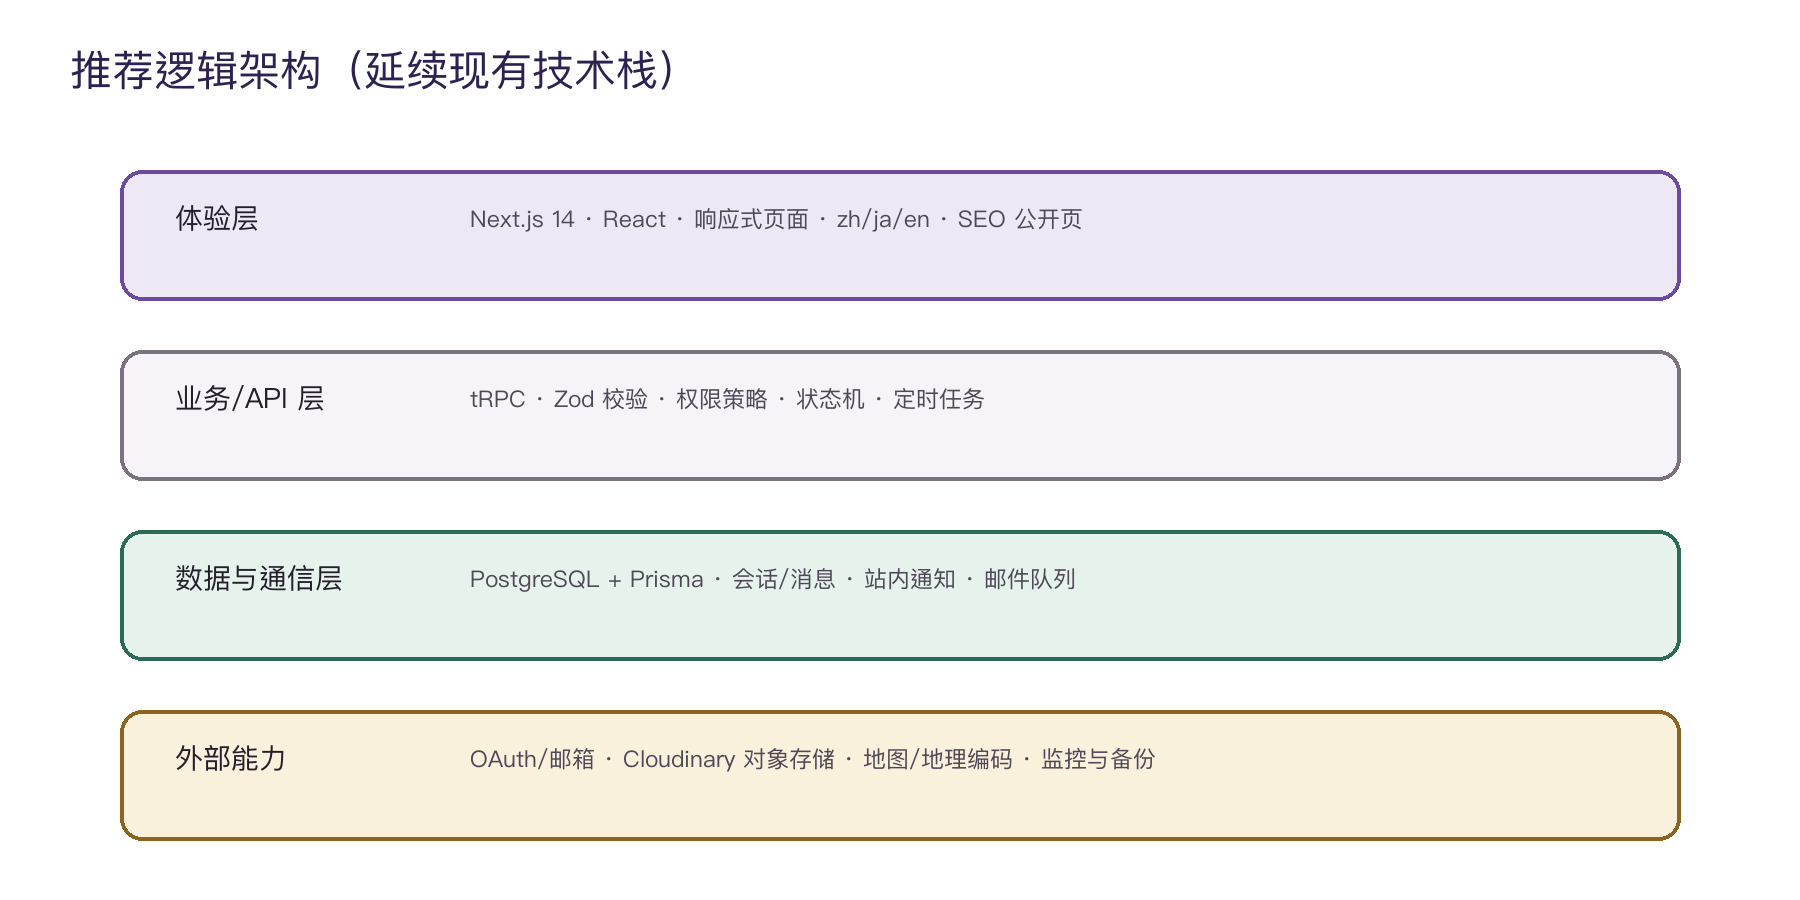 推荐逻辑架构（延续现有技术栈）
体验层
Next.js 14 · React · 响应式页面 · zh/ja/en · SEO 公开页
业务/API 层
tRPC · Zod 校验 · 权限策略 · 状态机 · 定时任务
数据与通信层
PostgreSQL + Prisma · 会话/消息 · 站内通知 · 邮件队列
外部能力
OAuth/邮箱 · Cloudinary 对象存储 · 地图/地理编码 · 监控与备份